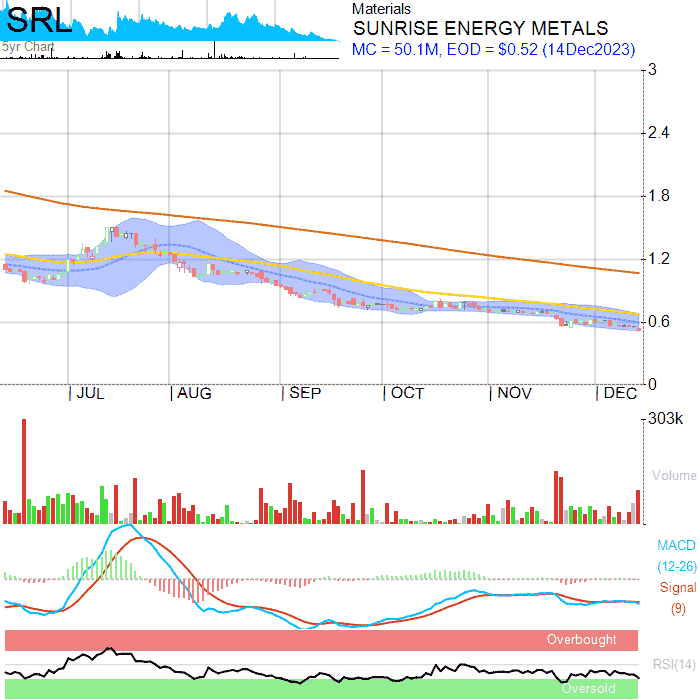 SRL
5yr Chart
Materials
SUNRISE ENERGY METALS
MC = 50.1M, EOD = $0.52 (14Dec2023)
3
2.4
1.8
1.2
0.6
0
JUL AUG SEP OCT NOV DEC
303k
Volume
MACD
(12-26)
Signal
(9)
Overbought
RSI(14)
Oversold